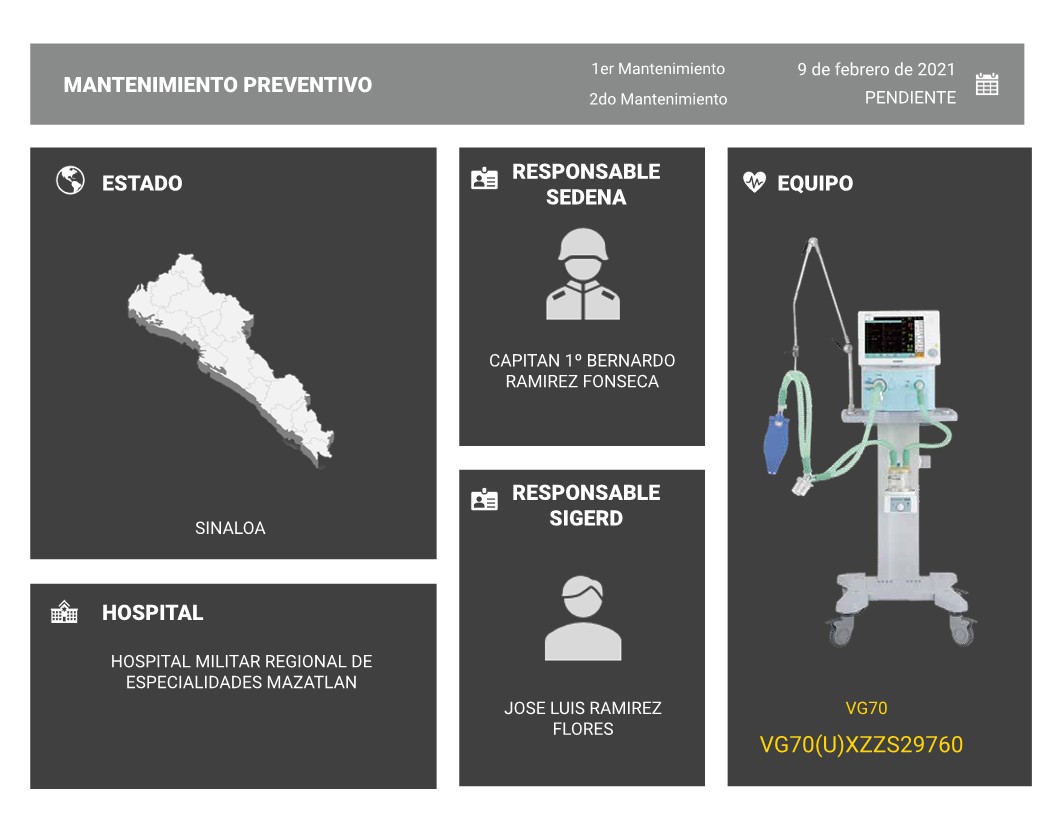 MANTENIMIENTO PREVENTIVO
1er Mantenimiento
9 de febrero de 2021
2do Mantenimiento
PENDIENTE
ESTADO
SINALOA
HOSPITAL
HOSPITAL MILITAR REGIONAL DE
ESPECIALIDADES MAZATLAN
RESPONSABLE
SEDENA
CAPITAN 1º BERNARDO
RAMIREZ FONSECA
RESPONSABLE
SIGERD
JOSE LUIS RAMIREZ
FLORES
EQUIPO
VG70
VG70(U)XZZS29760